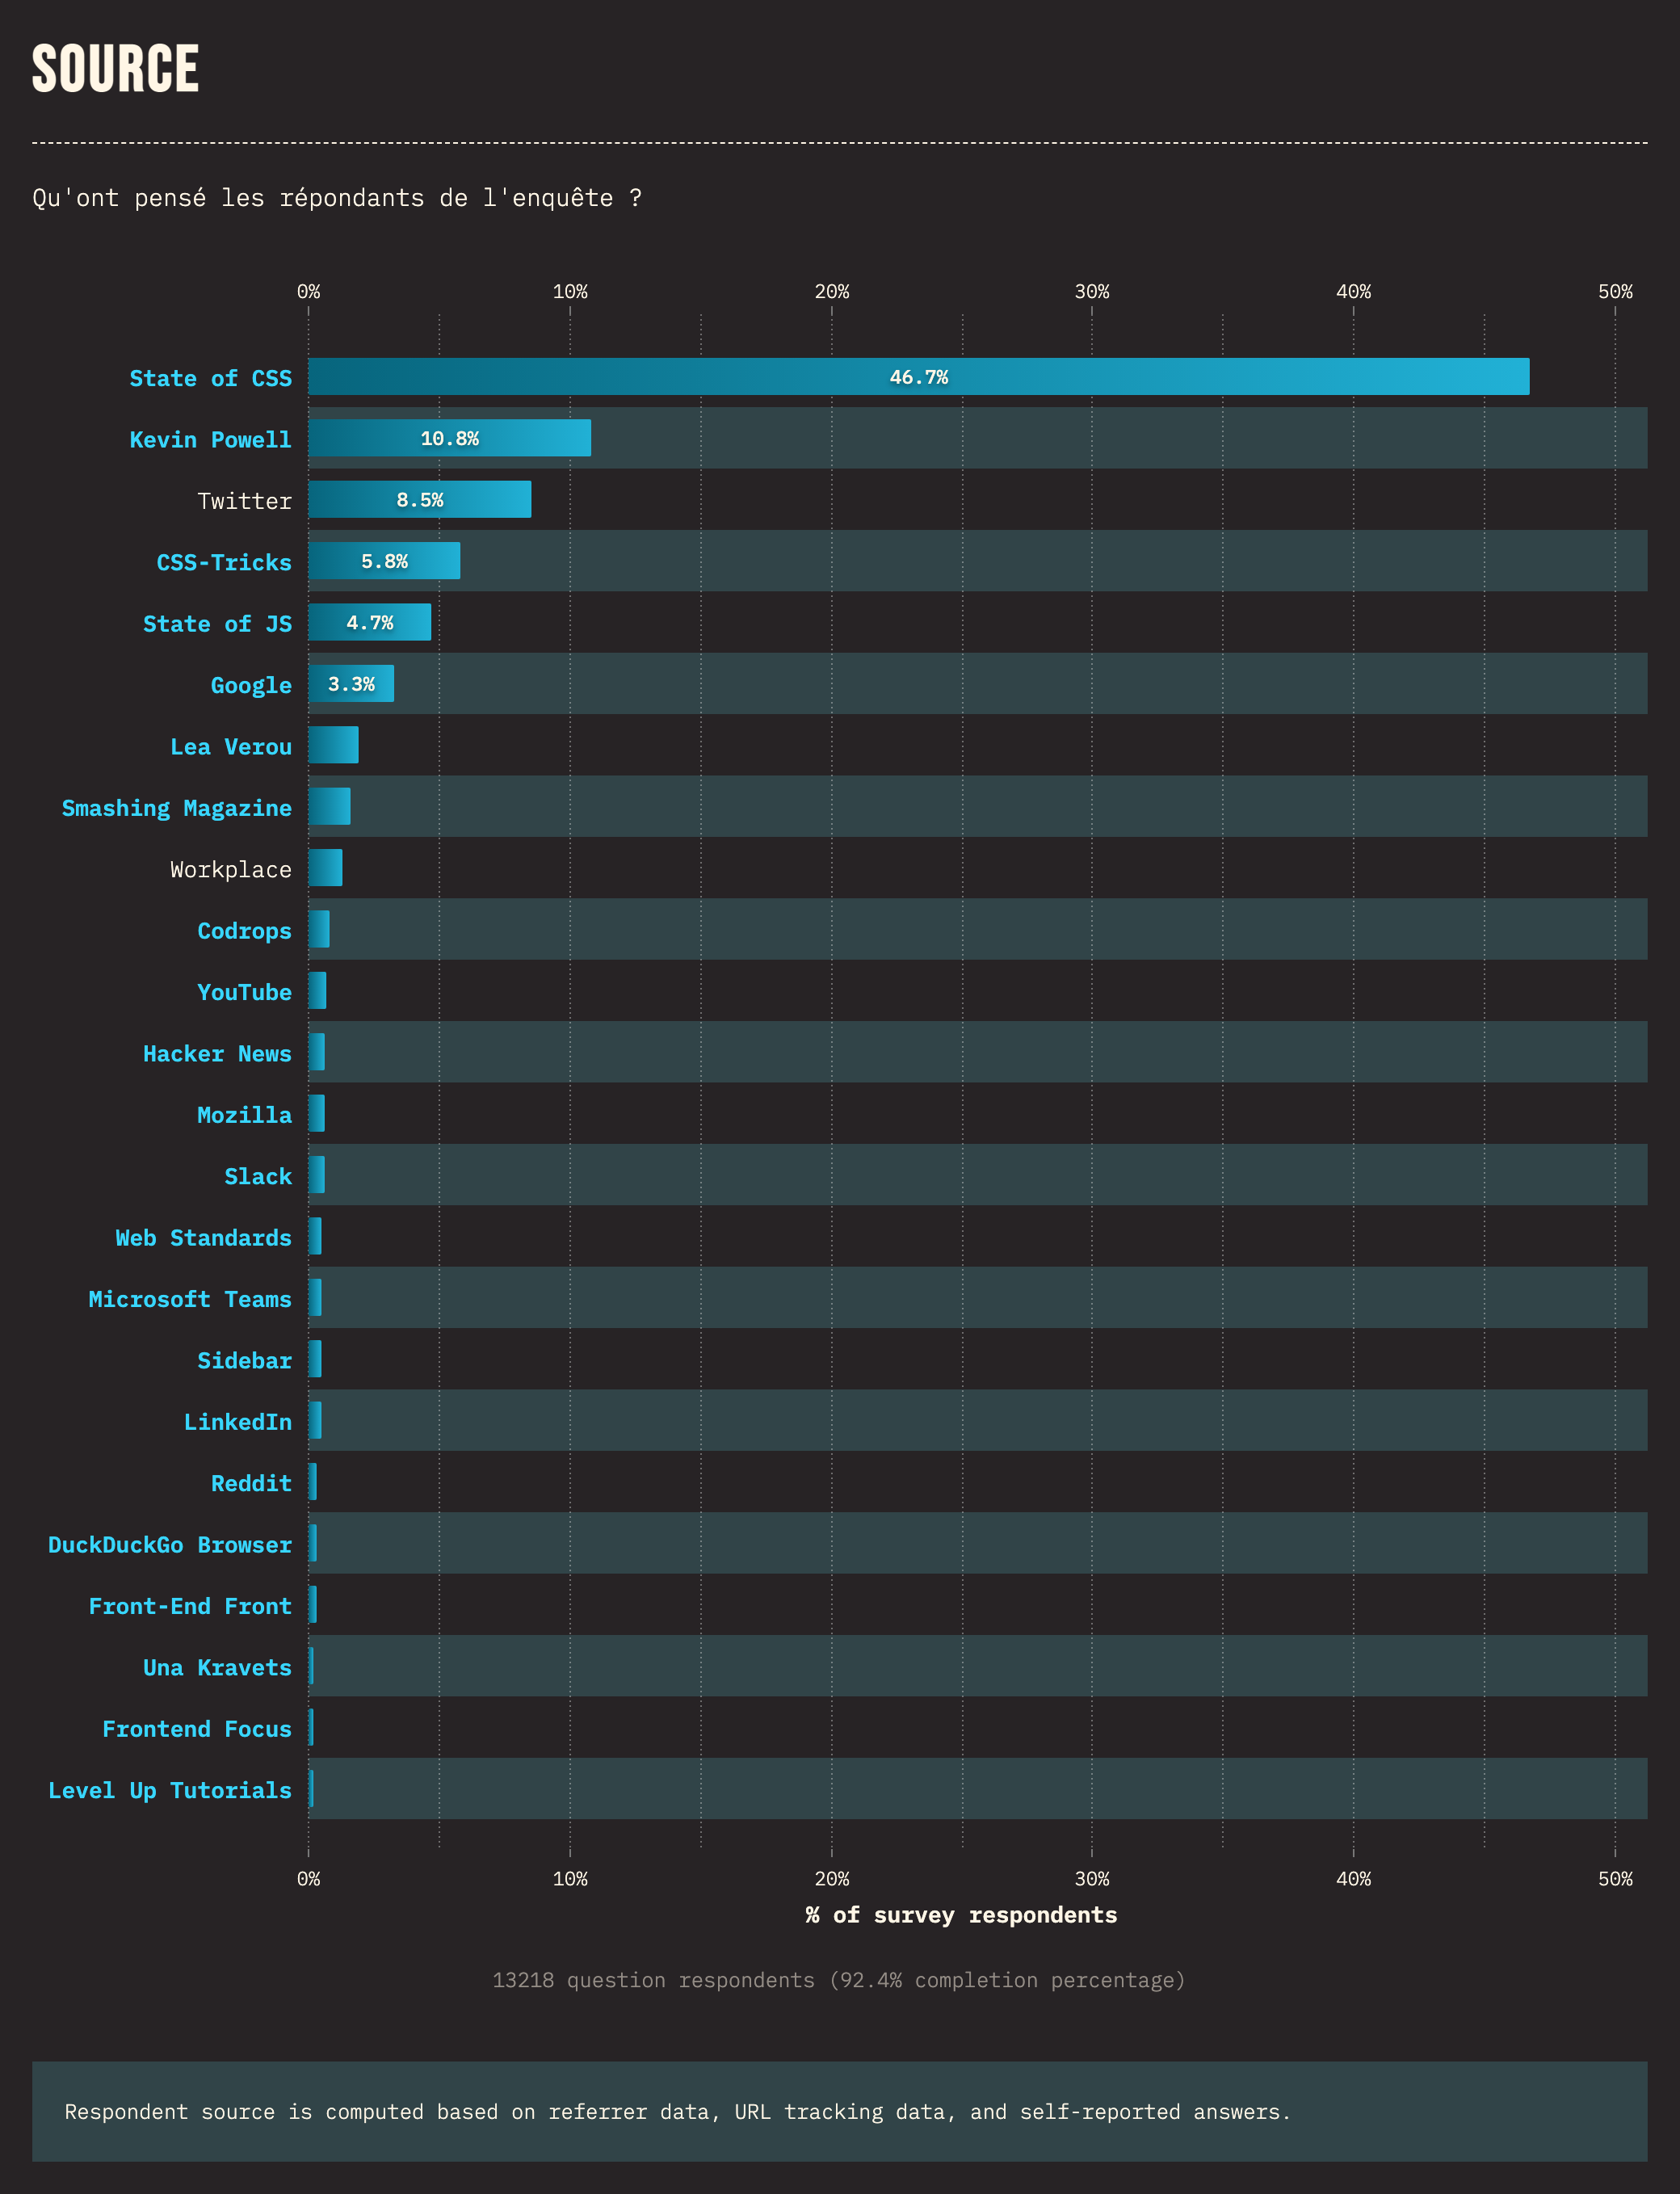 SOURCE
Qu'ont pensé les répondants de l'enquête ?
0% 10% 20% 30% 40% 50%
State of CSS 46.7%
Kevin Powell 10.8%
Twitter 8.5%
CSS-Tricks 5.8%
State of JS 4.7%
Google 3.3%
Lea Verou
Smashing Magazine
Workplace
Codrops
YouTube
Hacker News
Mozilla
Slack
Web Standards
Microsoft Teams
Sidebar
LinkedIn
Reddit
DuckDuckGo Browser
Front-End Front
Una Kravets
Frontend Focus
Level Up Tutorials
0% 10% 20% 30% 40% 50%
% of survey respondents
13218 question respondents (92.4% completion percentage)
Respondent source is computed based on referrer data, URL tracking data, and self-reported answers.